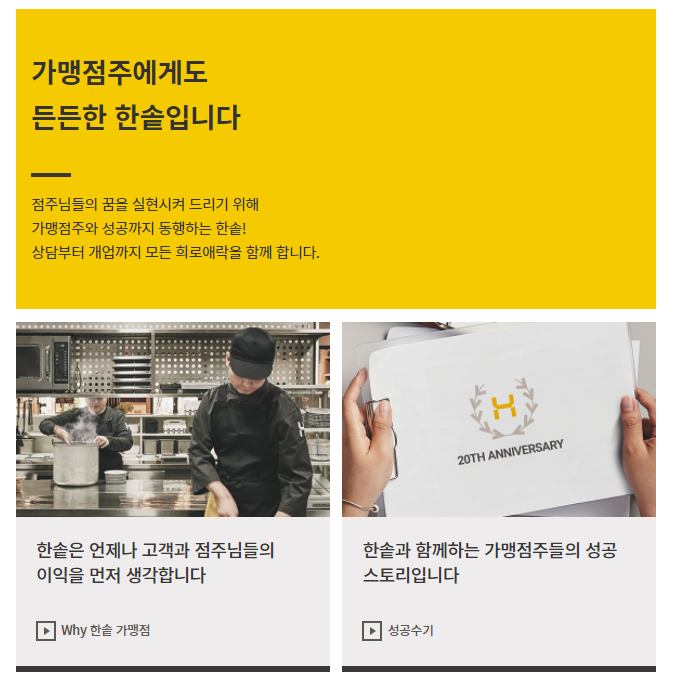 가맹점주에게도
든든한 한솥입니다
점주님들의 꿈을 실현시켜 드리기 위해
가맹점주와 성공까지 동행하는 한솥!
상담부터 개업까지 모든 희로애락을 함께 합니다.
20TH ANNIVERSARY
한솥은 언제나 고객과 점주님들의
이익을 먼저 생각합니다
Why 한솥 가맹점
한솥과 함께하는 가맹점주들의 성공
스토리입니다
성공수기